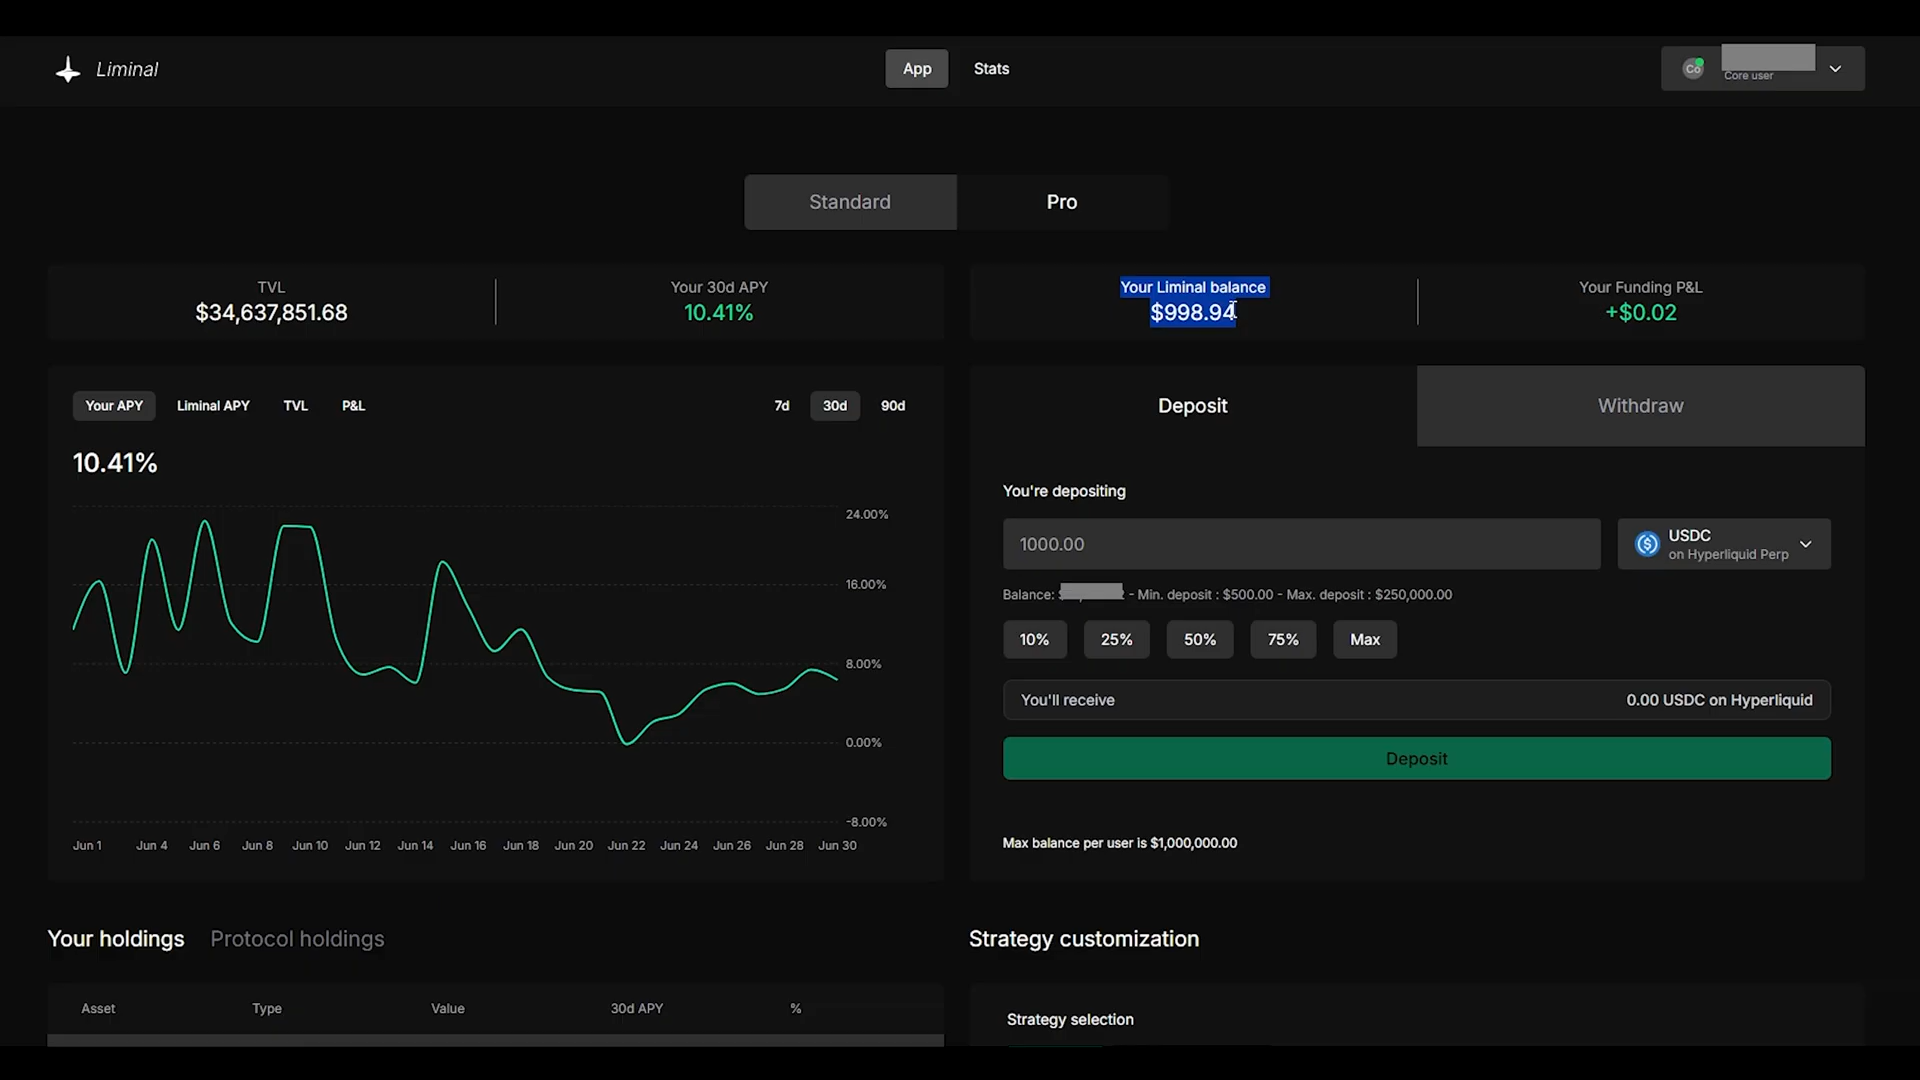 Liminal
App
Stats
Co
Core user
Standard
Pro
TVL
$34,637,851.68
Your 30d APY
10.41%
Your Liminal balance
$998.94
Your Funding P&L
+$0.02
Your APY
Liminal APY
TVL
P&L
7d
30d
90d
10.41%
24.00%
16.00%
8.00%
0.00%
-8.00%
Jun 1
Jun 4
Jun 6
Jun 8
Jun 10
Jun 12
Jun 14
Jun 16
Jun 18
Jun 20
Jun 22
Jun 24
Jun 26
Jun 28
Jun 30
Deposit
Withdraw
You're depositing
1000.00
USDC
on Hyperliquid Perp
Balance: - Min. deposit : $500.00 - Max. deposit : $250,000.00
10%
25%
50%
75%
Max
You'll receive
0.00 USDC on Hyperliquid
Deposit
Max balance per user is $1,000,000.00
Your holdings
Protocol holdings
Asset
Type
Value
30d APY
%
Strategy customization
Strategy selection